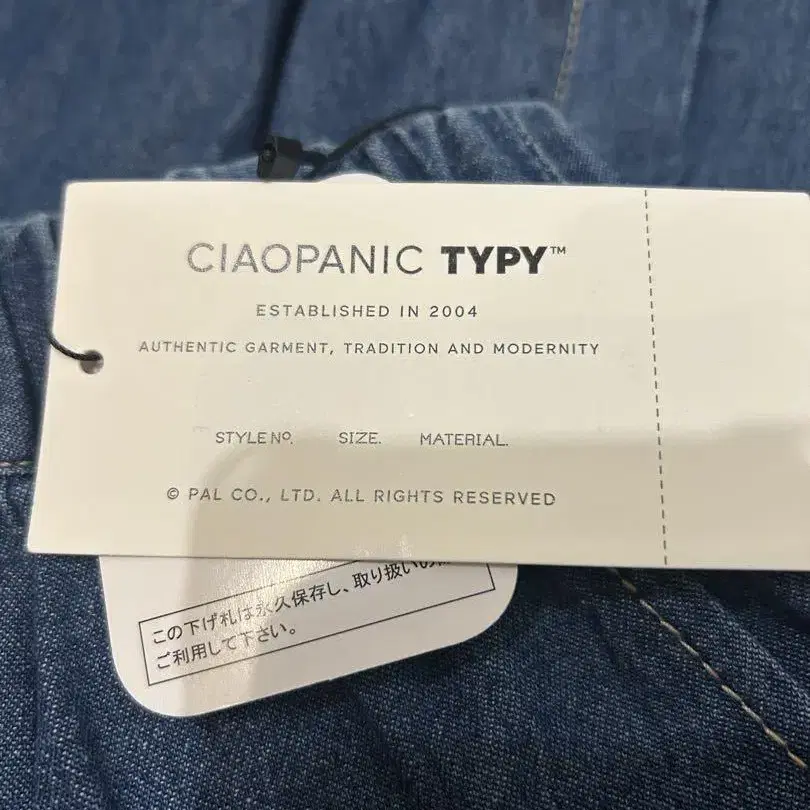 CIAOPANIC TYPY™
ESTABLISHED IN 2004
AUTHENTIC GARMENT, TRADITION AND MODERNITY
STYLE Nº. SIZE. MATERIAL.
© PAL CO., LTD. ALL RIGHTS RESERVED
この下げ札は永久保存し、取り扱いの
ご利用して下さい。